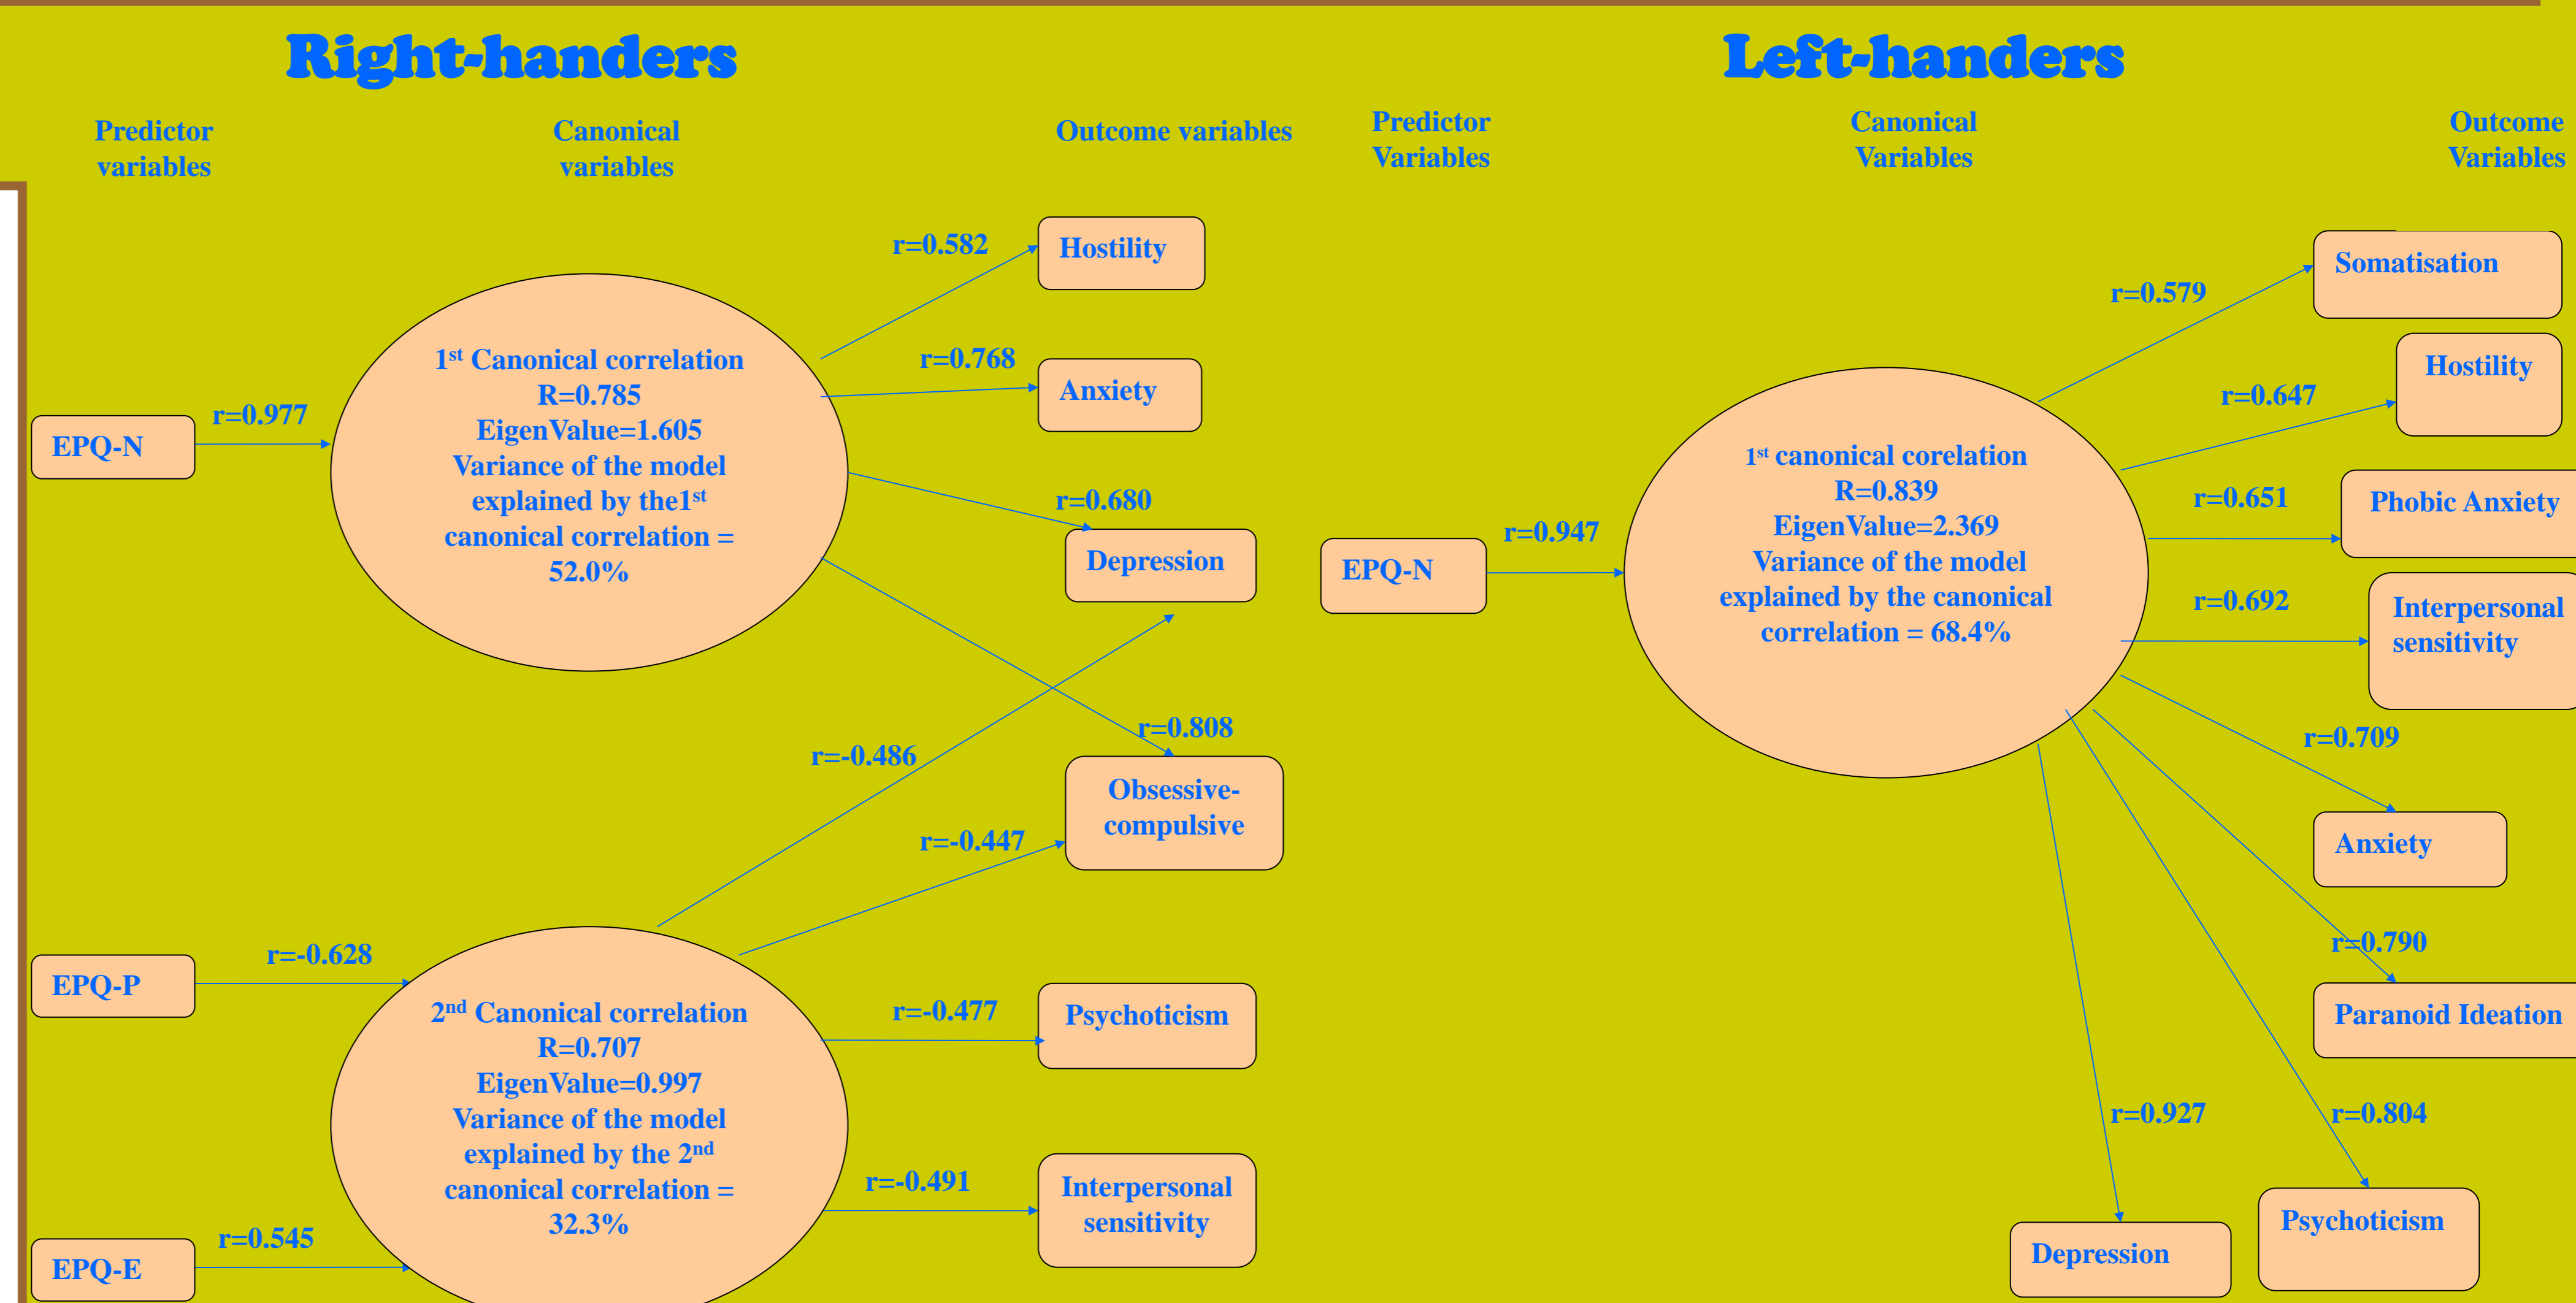 Right-handers
Predictor
variables
Canonical
variables
Outcome variables
r=0.582
Hostility
1st Canonical correlation
R=0.785
EigenValue=1.605
Variance of the model
explained by the1st
canonical correlation =
52.0%
r=0.768
Anxiety
r=0.977
EPQ-N
r=0.680
Depression
r=0.808
r=-0.486
Obsessive-
compulsive
r=-0.447
r=-0.628
EPQ-P
2nd Canonical correlation
R=0.707
EigenValue=0.997
Variance of the model
explained by the 2nd
canonical correlation =
32.3%
r=-0.477
Psychoticism
r=-0.491
Interpersonal
sensitivity
r=0.545
EPQ-E
Left-handers
Predictor
Variables
Canonical
Variables
Outcome
Variables
r=0.579
Somatisation
r=0.647
Hostility
1st canonical corelation
R=0.839
EigenValue=2.369
Variance of the model
explained by the canonical
correlation = 68.4%
r=0.947
EPQ-N
r=0.651
Phobic Anxiety
r=0.692
Interpersonal
sensitivity
r=0.709
Anxiety
r=0.790
Paranoid Ideation
r=0.927
r=0.804
Psychoticism
Depression